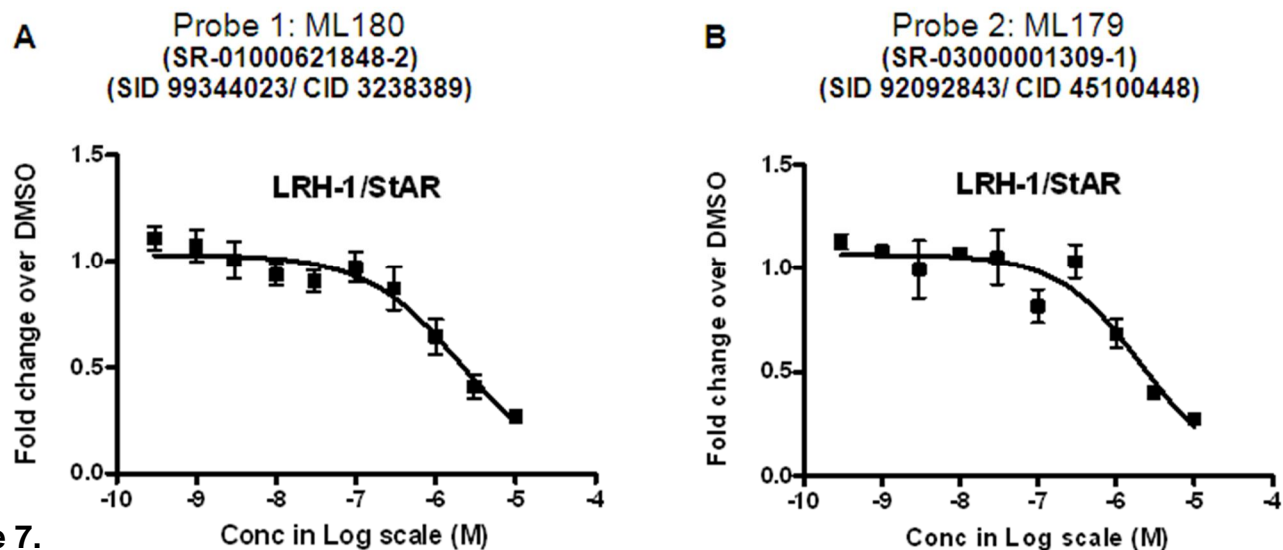 A
Probe 1: ML180
(SR-01000621848-2)
(SID 99344023/ CID 3238389)
1.5
1.0
0.5
0.0
Fold change over DMSO
LRH-1/StAR
-10 -9 -8 -7 -6 -5 -4
Conc in Log scale (M)
B
Probe 2: ML179
(SR-03000001309-1)
(SID 92092843/ CID 45100448)
1.5
1.0
0.5
0.0
Fold change over DMSO
LRH-1/StAR
-10 -9 -8 -7 -6 -5 -4
Conc in Log scale (M)
e 7.